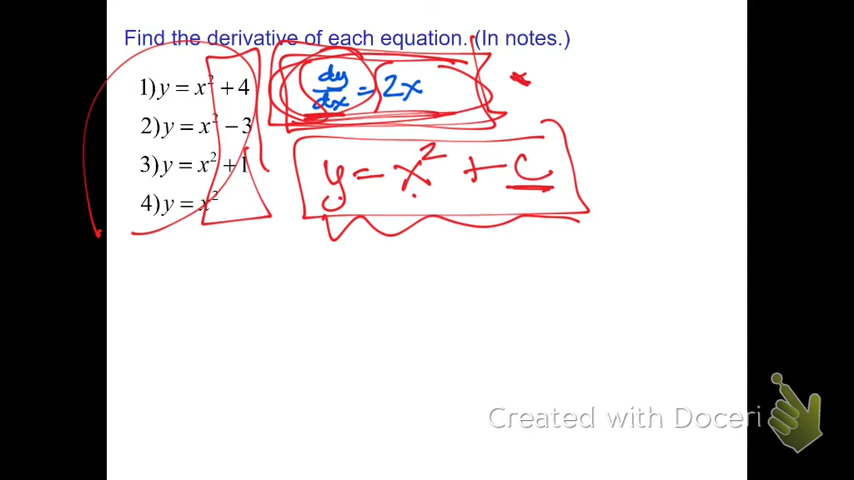 Find the derivative of each equation. (In notes.)
1) y = x² + 4
dy/dx = 2x
2) y = x² − 3
3) y = x² + 1
y = x² + c
4) y = x²
Created with Doceri